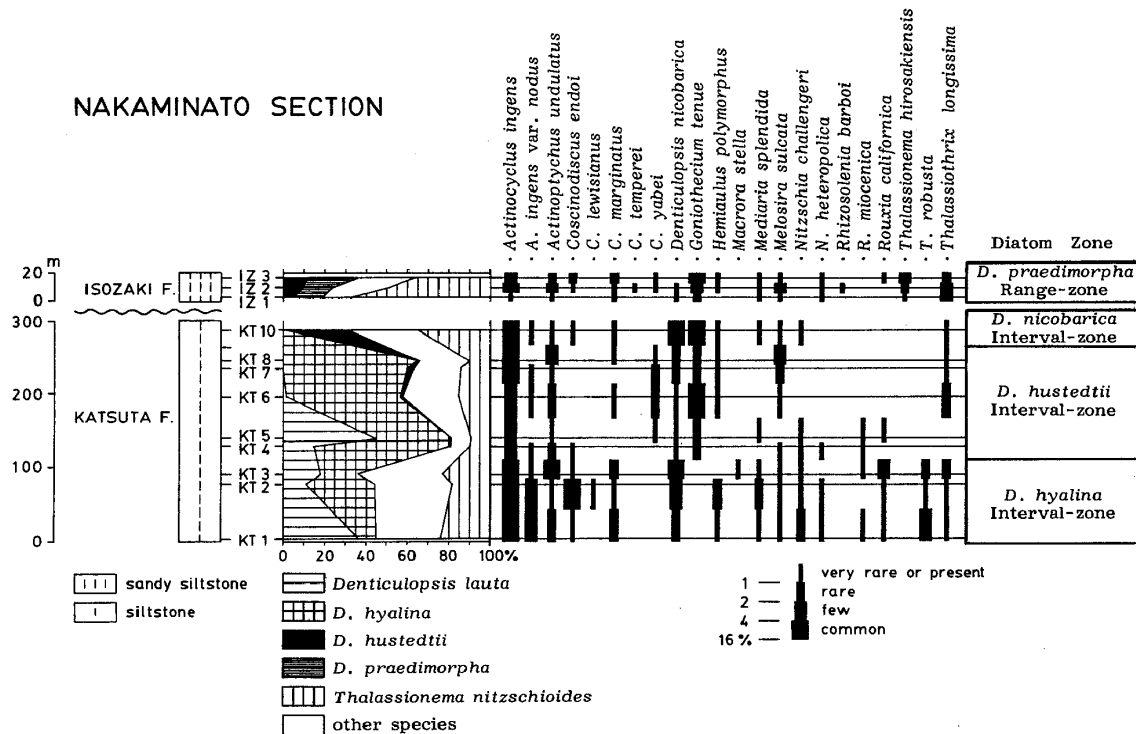 NAKAMINATO SECTION
Actinocyclus ingens
A. ingens var. nodus
Actinoptychus undulatus
Coscinodiscus endoi
C. lewisianus
C. marginatus
C. temperei
C. yabei
Denticulopsis nicobarica
Goniothecium tenue
Hemiaulus polymorphus
Macrora stella
Mediaria splendida
Melosira sulcata
Nitzschia challengeri
N. heteropolica
Rhizosolenia barboi
R. miocenica
Rouxia californica
Thalassionema hirosakiensis
T. robusta
Thalassiothrix longissima
Diatom Zone
20
m
0
ISOZAKI F.
IZ 3
IZ 2
IZ 1
D. praedimorpha
Range-zone
300
200
100
0
KATSUTA F.
KT 10
KT 8
KT 7
KT 6
KT 5
KT 4
KT 3
KT 2
KT 1
D. nicobarica
Interval-zone
D. hustedtii
Interval-zone
D. hyalina
Interval-zone
0 20 40 60 80 100%
sandy siltstone
siltstone
Denticulopsis lauta
D. hyalina
D. hustedtii
D. praedimorpha
Thalassionema nitzschioides
other species
very rare or present
1
rare
2
few
4
common
16 %